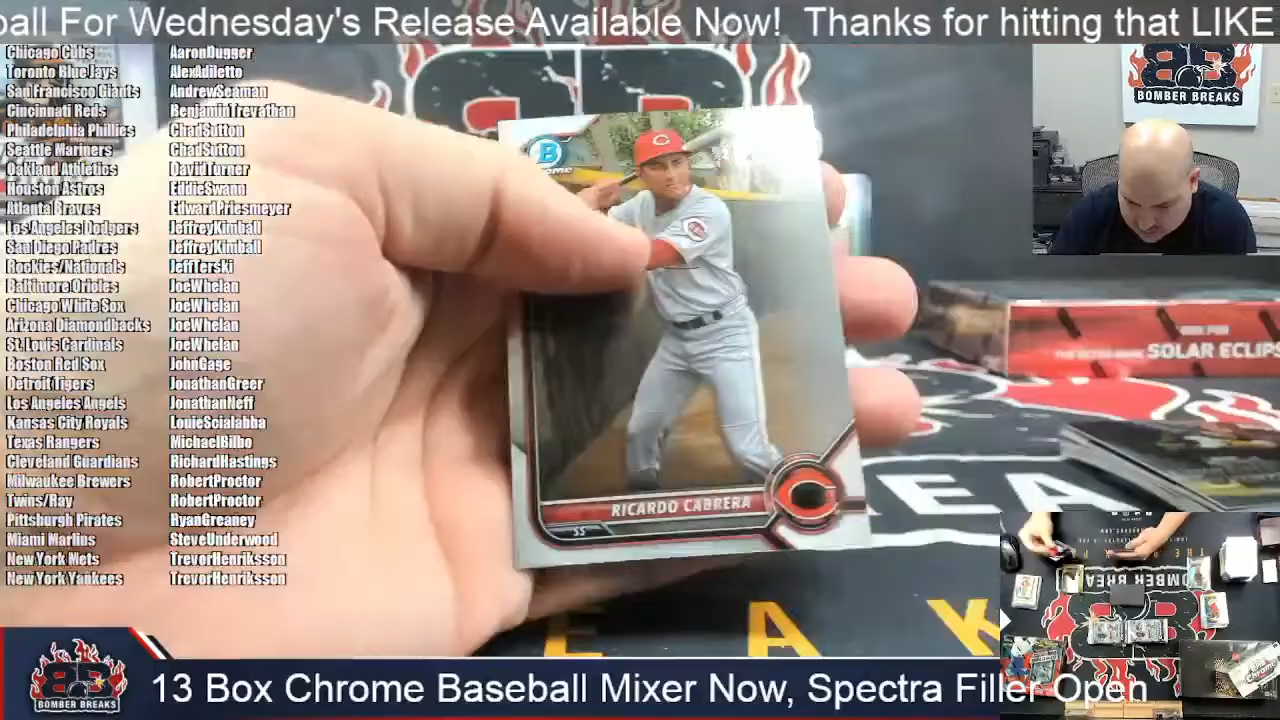 ball For Wednesday's Release Available Now! Thanks for hitting that LIKE
Chicago Cubs AaronDugger
Toronto Blue Jays AlexAdiletto
San Francisco Giants AndrewSeaman
Cincinnati Reds BenjaminTrevathan
Philadelphia Phillies ChadSutton
Seattle Mariners ChadSutton
Oakland Athletics DavidTorner
Houston Astros EddieSwann
Atlanta Braves EdwardPriesmeyer
Los Angeles Dodgers JeffreyKimball
San Diego Padres JeffreyKimball
Rockies/Nationals JeffTerski
Baltimore Orioles JoeWhelan
Chicago White Sox JoeWhelan
Arizona Diamondbacks JoeWhelan
St. Louis Cardinals JoeWhelan
Boston Red Sox JohnGage
Detroit Tigers JonathanGreer
Los Angeles Angels JonathanNeff
Kansas City Royals LouieScialabba
Texas Rangers MichaelBilbo
Cleveland Guardians RichardHastings
Milwaukee Brewers RobertProctor
Twins/Ray RobertProctor
Pittsburgh Pirates RyanGreaney
Miami Marlins SteveUnderwood
New York Mets TrevorHenriksson
New York Yankees TrevorHenriksson
BOMBER BREAKS
B
RICARDO CABRERA
SS
SOLAR ECLIPS
E A
E A K
BOMBER BREA
BOMBER BREAKS
13 Box Chrome Baseball Mixer Now, Spectra Filler Open